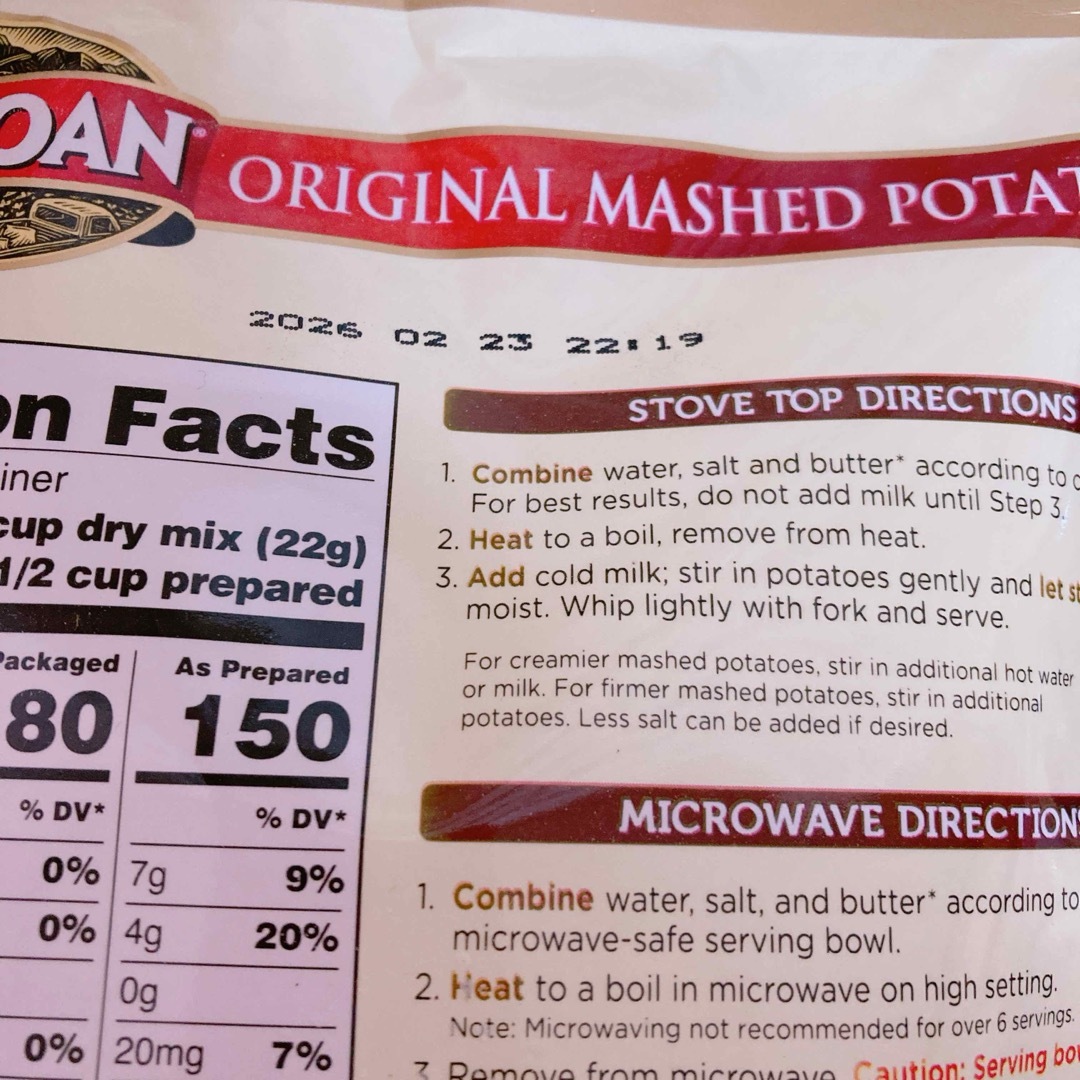 OAN®
ORIGINAL MASHED POTAT
2026 02 23 22:19
on Facts
iner
cup dry mix (22g)
1/2 cup prepared
Packaged As Prepared
80 150
% DV* % DV*
0% 7g 9%
0% 4g 20%
0g
0% 20mg 7%
STOVE TOP DIRECTIONS
1. Combine water, salt and butter* according to
For best results, do not add milk until Step 3.
2. Heat to a boil, remove from heat.
3. Add cold milk; stir in potatoes gently and let st
moist. Whip lightly with fork and serve.
For creamier mashed potatoes, stir in additional hot water
or milk. For firmer mashed potatoes, stir in additional
potatoes. Less salt can be added if desired.
MICROWAVE DIRECTIONS
1. Combine water, salt, and butter* according to
microwave-safe serving bowl.
2. Heat to a boil in microwave on high setting.
Note: Microwaving not recommended for over 6 servings.
3. Remove from microwave. Caution: Serving bow